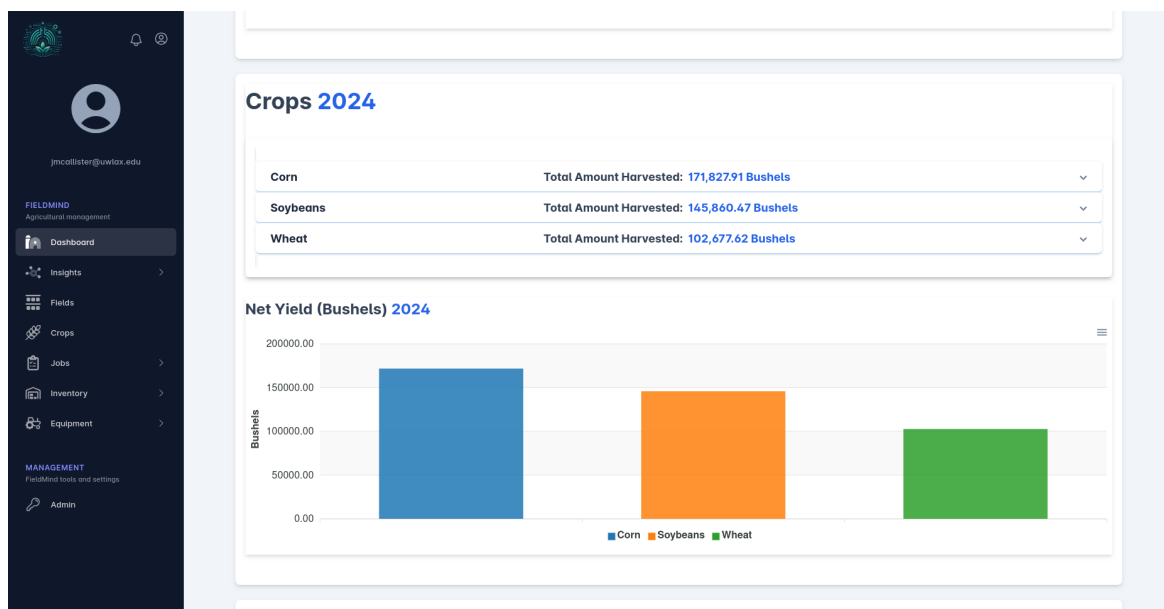 jmcallister@uwlax.edu
FIELDMIND
Agricultural management
Dashboard
Insights
Fields
Crops
Jobs
Inventory
Equipment
MANAGEMENT
FieldMind tools and settings
Admin
Crops 2024
Corn Total Amount Harvested: 171,827.91 Bushels
Soybeans Total Amount Harvested: 145,860.47 Bushels
Wheat Total Amount Harvested: 102,677.62 Bushels
Net Yield (Bushels) 2024
200000.00
150000.00
100000.00
50000.00
0.00
Bushels
Corn Soybeans Wheat